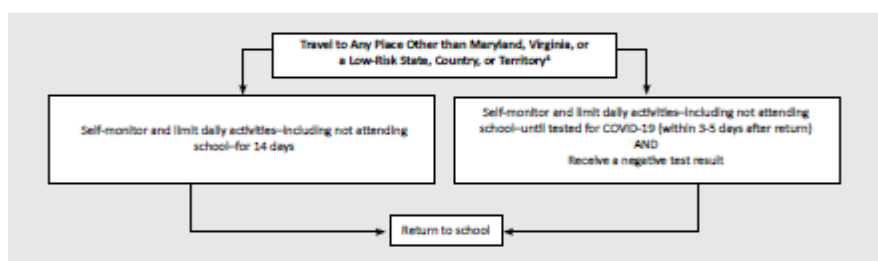 Travel to Any Place Other than Maryland, Virginia, or
a Low-Risk State, Country, or Territory⁴
Self-monitor and limit daily activities–including not attending
school–for 14 days
Self-monitor and limit daily activities–including not attending
school–until tested for COVID-19 (within 3-5 days after return)
AND
Receive a negative test result
Return to school